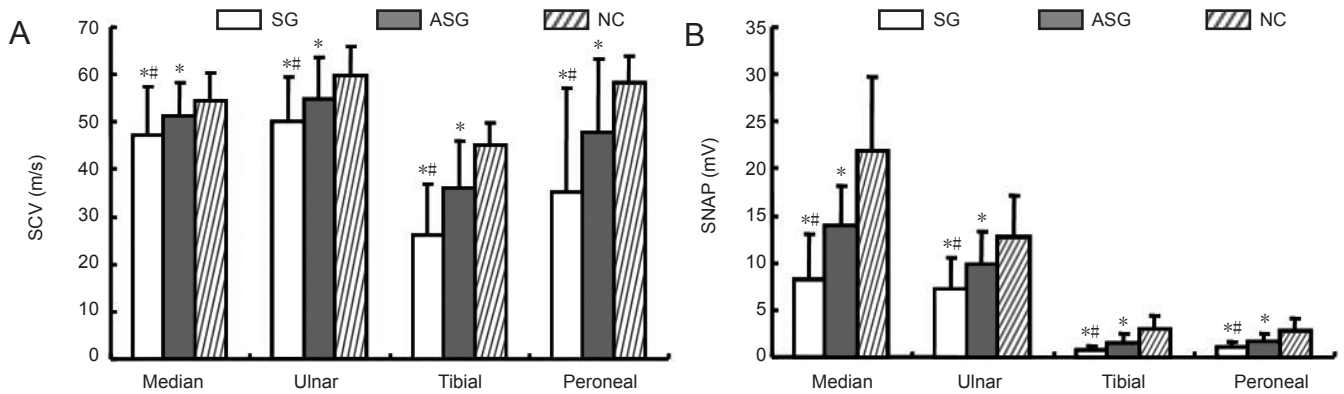 A
SG
ASG
NC
SCV (m/s)
70
60
50
40
30
20
10
0
*#
*
*#
*
*#
*
*#
*
Median
Ulnar
Tibial
Peroneal
B
SG
ASG
NC
SNAP (mV)
35
30
25
20
15
10
5
0
*#
*
*#
*
*#
*
*#
*
Median
Ulnar
Tibial
Peroneal